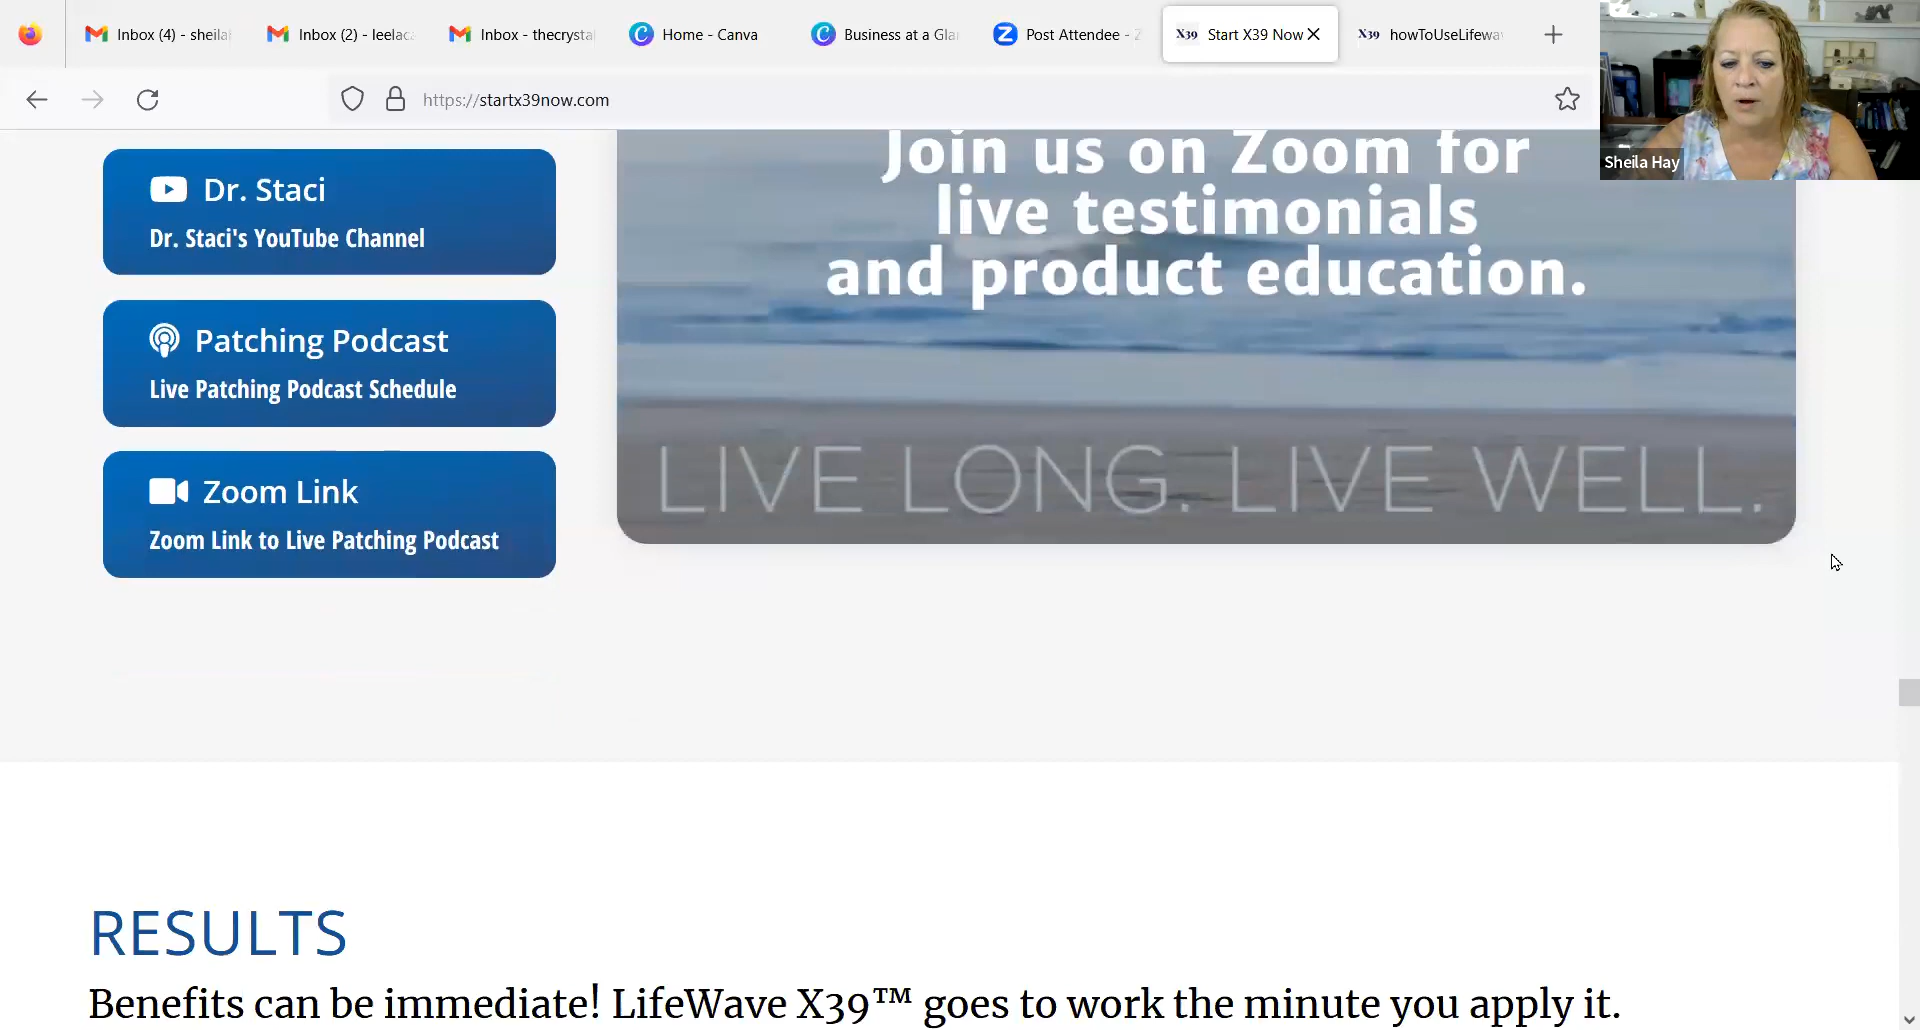 Inbox (4) - sheila
Inbox (2) - leelac
Inbox - thecrysta
Home - Canva
Business at a Gla
Post Attendee - Z
X39 Start X39 Now
X39 howToUseLifewa
https://startx39now.com
Sheila Hay
Dr. Staci
Dr. Staci's YouTube Channel
Patching Podcast
Live Patching Podcast Schedule
Zoom Link
Zoom Link to Live Patching Podcast
Join us on Zoom for
live testimonials
and product education.
LIVE LONG. LIVE WELL.
RESULTS
Benefits can be immediate! LifeWave X39™ goes to work the minute you apply it.